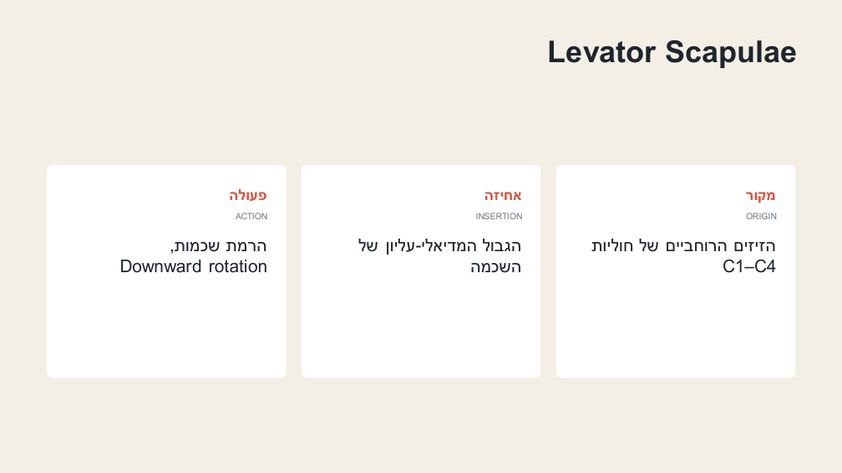 Levator Scapulae
מקור
ORIGIN
הזיזים הרוחביים של חוליות
C1–C4
אחיזה
INSERTION
הגבול המדיאלי-עליון של
השכמה
פעולה
ACTION
הרמת שכמות,
Downward rotation